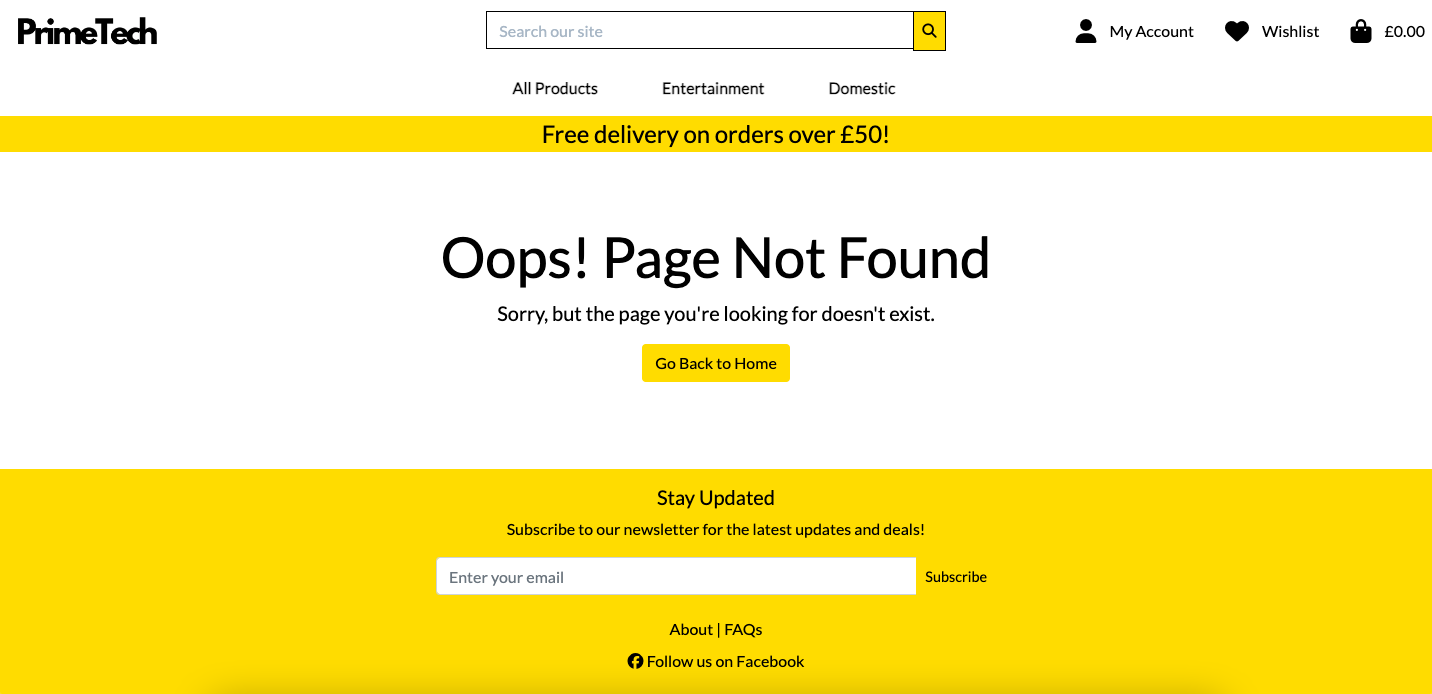 PrimeTech
Search our site
My Account
Wishlist
£0.00
All Products
Entertainment
Domestic
Free delivery on orders over £50!
Oops! Page Not Found
Sorry, but the page you're looking for doesn't exist.
Go Back to Home
Stay Updated
Subscribe to our newsletter for the latest updates and deals!
Enter your email
Subscribe
About | FAQs
Follow us on Facebook